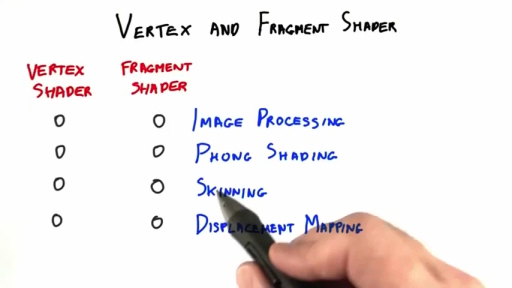 VERTEX AND FRAGMENT SHADER
VERTEX SHADER
FRAGMENT SHADER
IMAGE PROCESSING
PHONG SHADING
SKINNING
DISPLACEMENT MAPPING